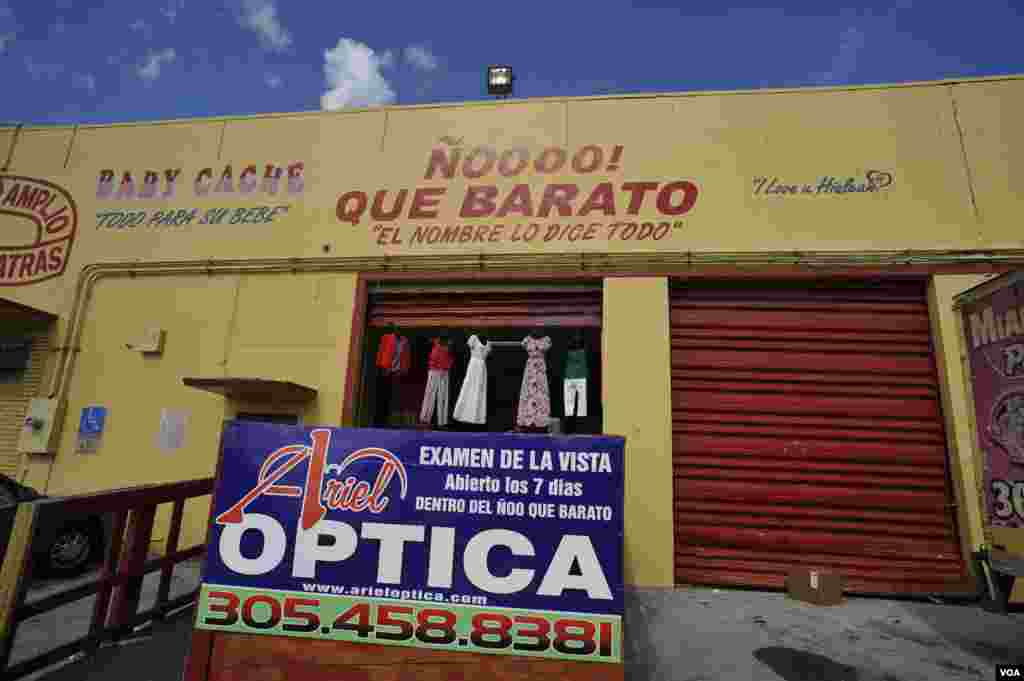 AMPLIO
ATRAS
BABY CACHE
"TODO PARA SU BEBE"
ÑOOOO!
QUE BARATO
"EL NOMBRE LO DICE TODO"
"I Love u Hialeah"
Ariel
OPTICA
EXAMEN DE LA VISTA
Abierto los 7 dias
DENTRO DEL ÑOO QUE BARATO
www.arieloptica.com
305.458.8381
MIA
P
30
VOA